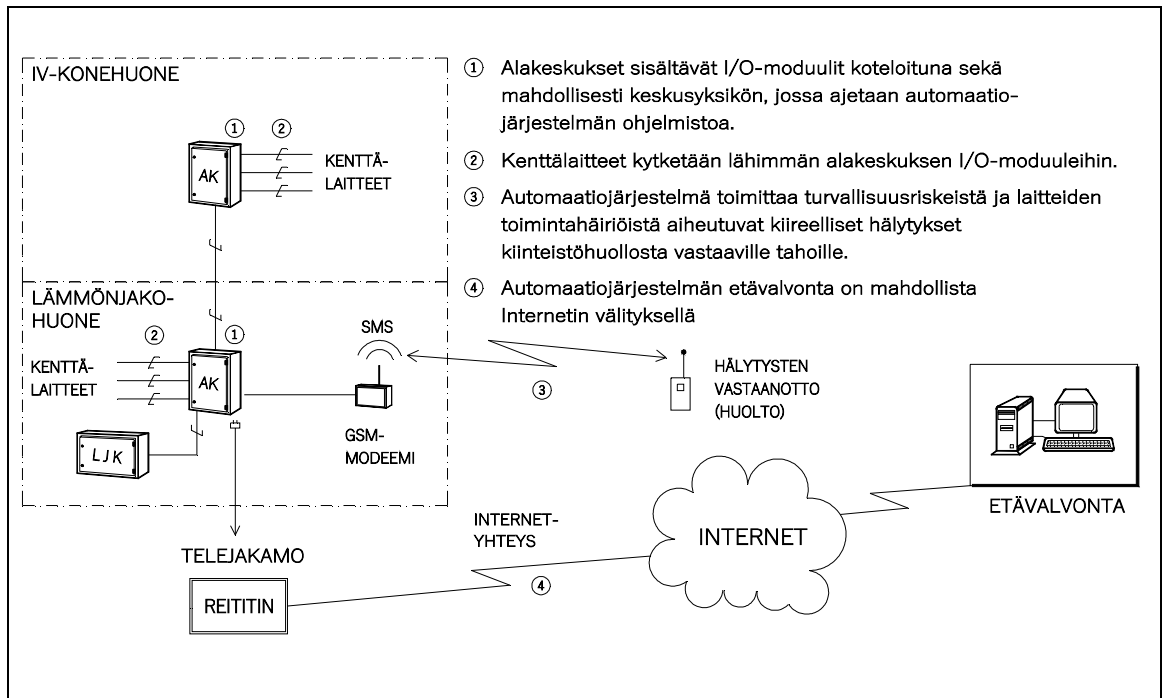 IV-KONEHUONE
① ②
AK
KENTTÄ-
LAITTEET
LÄMMÖNJAKO-
HUONE
② ①
KENTTÄ-
LAITTEET
AK
LJK
SMS
GSM-
MODEEMI
① Alakeskukset sisältävät I/O-moduulit koteloituna sekä
mahdollisesti keskusyksikön, jossa ajetaan automaatio-
järjestelmän ohjelmistoa.
② Kenttälaitteet kytketään lähimmän alakeskuksen I/O-moduuleihin.
③ Automaatiojärjestelmä toimittaa turvallisuusriskeistä ja laitteiden
toimintahäiriöistä aiheutuvat kiireelliset hälytykset
kiinteistöhuollosta vastaaville tahoille.
④ Automaatiojärjestelmän etävalvonta on mahdollista
Internetin välityksellä
③
HÄLYTYSTEN
VASTAANOTTO
(HUOLTO)
ETÄVALVONTA
INTERNET
INTERNET-
YHTEYS
④
TELEJAKAMO
REITITIN